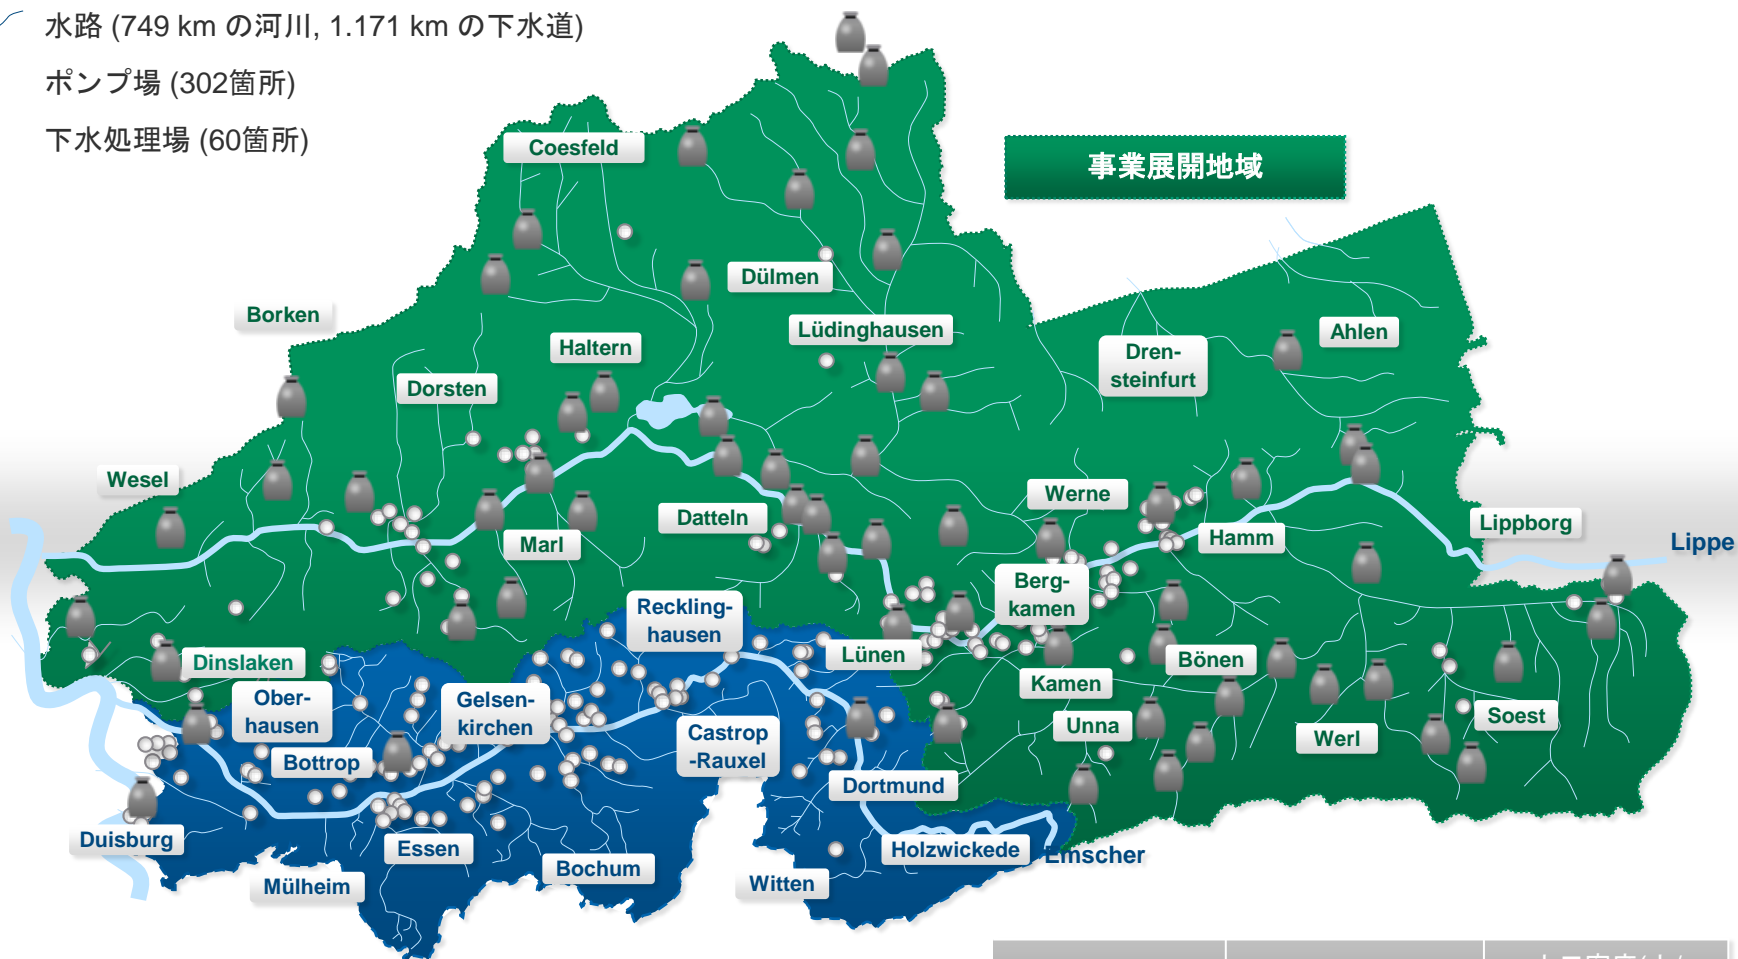 水路 (749 km の河川, 1.171 km の下水道)
ポンプ場 (302箇所)
下水処理場 (60箇所)
事業展開地域
Coesfeld
Dülmen
Borken
Lüdinghausen
Ahlen
Haltern
Dren-
steinfurt
Dorsten
Wesel
Werne
Datteln
Lippborg
Marl
Hamm
Lippe
Berg-
kamen
Reckling-
hausen
Dinslaken
Lünen
Bönen
Kamen
Ober-
hausen
Gelsen-
kirchen
Soest
Unna
Werl
Castrop
-Rauxel
Bottrop
Dortmund
Duisburg
Essen
Holzwickede
Emscher
Bochum
Mülheim
Witten